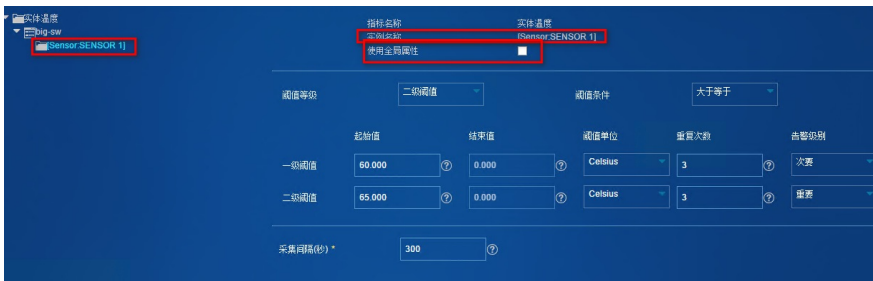 实体温度
big-sw
[Sensor:SENSOR 1]
指标名称 实体温度
实例名称 [Sensor:SENSOR 1]
使用全局属性
阈值等级 二级阈值 阈值条件 大于等于
起始值 结束值 阈值单位 重复次数 告警级别
一级阈值 60.000 0.000 Celsius 3 次要
二级阈值 65.000 0.000 Celsius 3 重要
采集间隔(秒) * 300